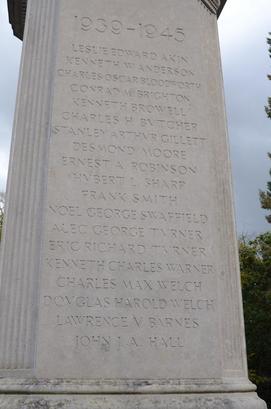 1939-1945
LESLIE EDWARD AKIN
KENNETH W. ANDERSON
CHARLES OSCAR BLOODWORTH
CONRAD M. BRIGHTON
KENNETH BROWELL
CHARLES H. BUTCHER
STANLEY ARTHUR GILLETT
DESMOND MOORE
ERNEST A. ROBINSON
HUBERT L. SHARP
FRANK SMITH
NOEL GEORGE SWAFFIELD
ALEC GEORGE TURNER
ERIC RICHARD TURNER
KENNETH CHARLES WARNER
CHARLES MAX WELCH
DOUGLAS HAROLD WELCH
LAWRENCE V. BARNES
JOHN J. A. HALL